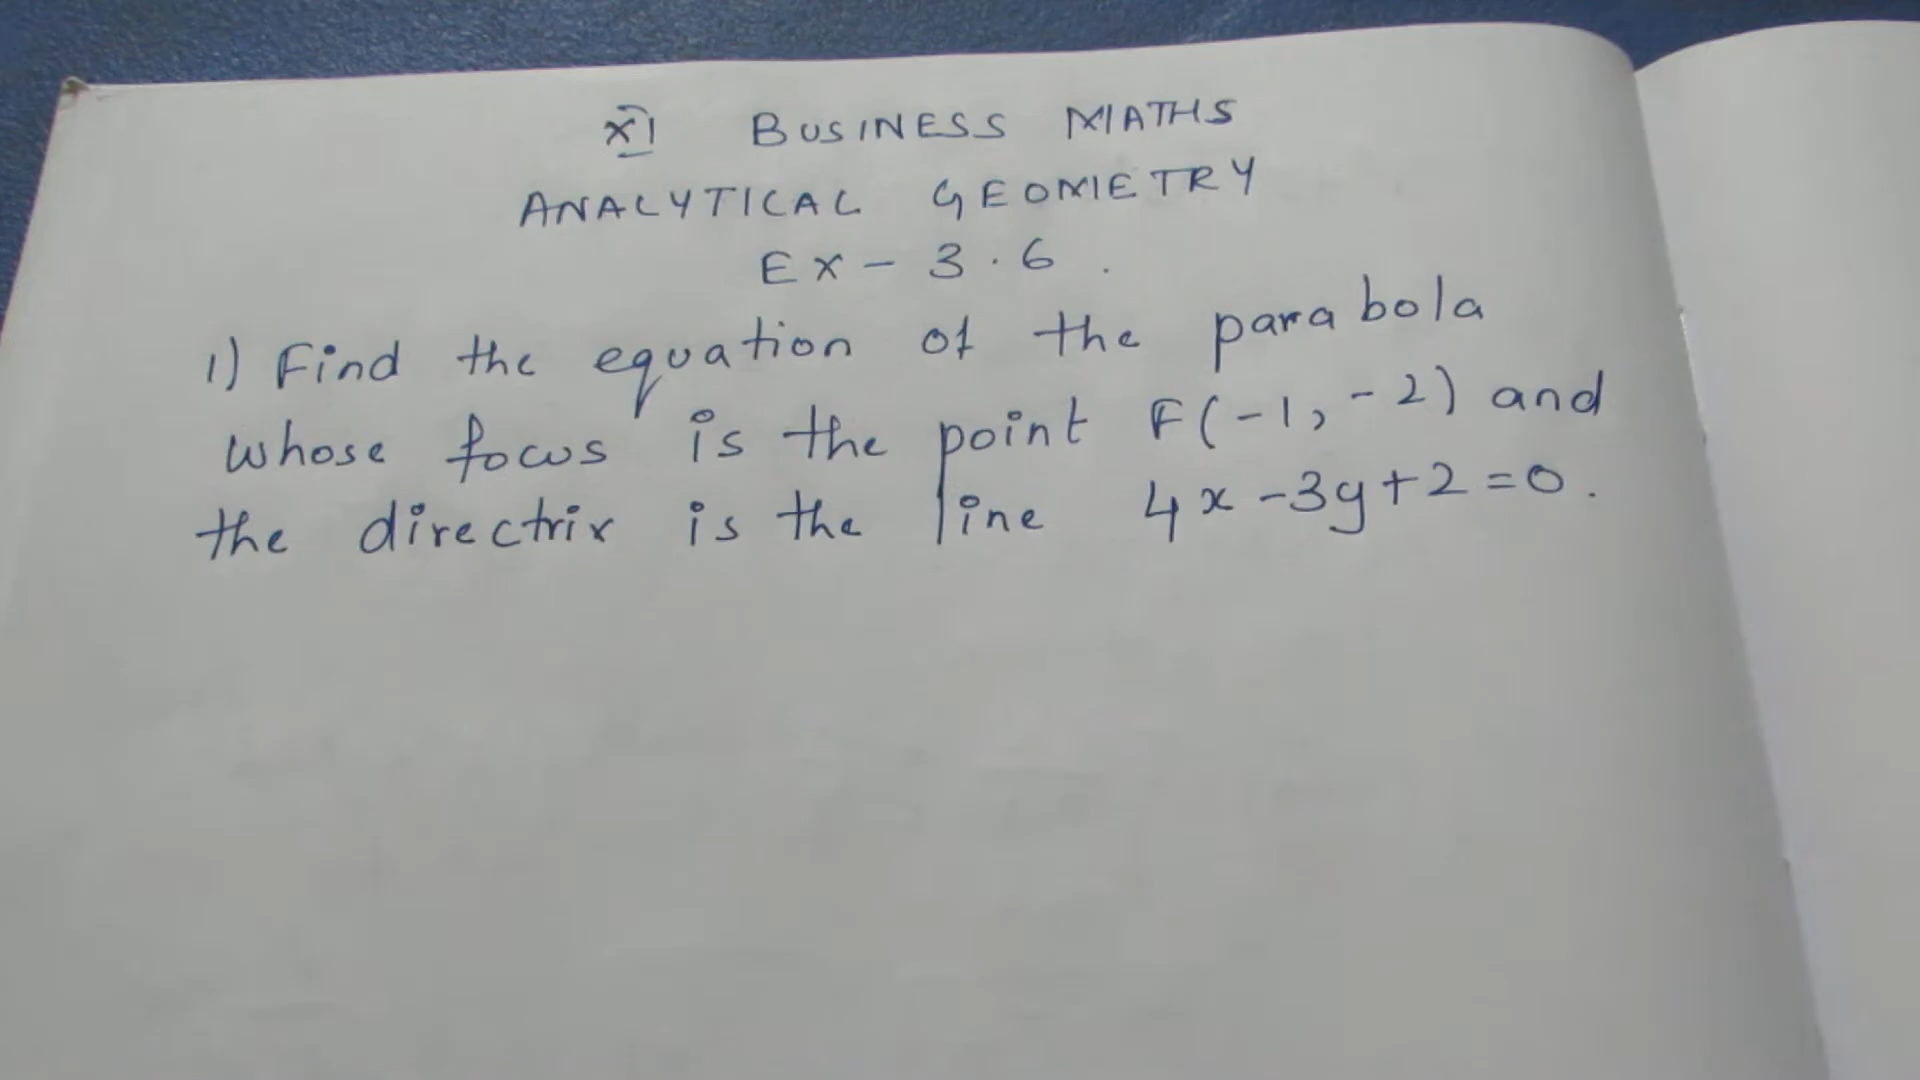 XI BUSINESS MATHS
ANALYTICAL GEOMETRY
EX - 3.6.
1) Find the equation of the parabola
whose focus is the point F(-1, -2) and
the directrix is the line 4x-3y+2=0.